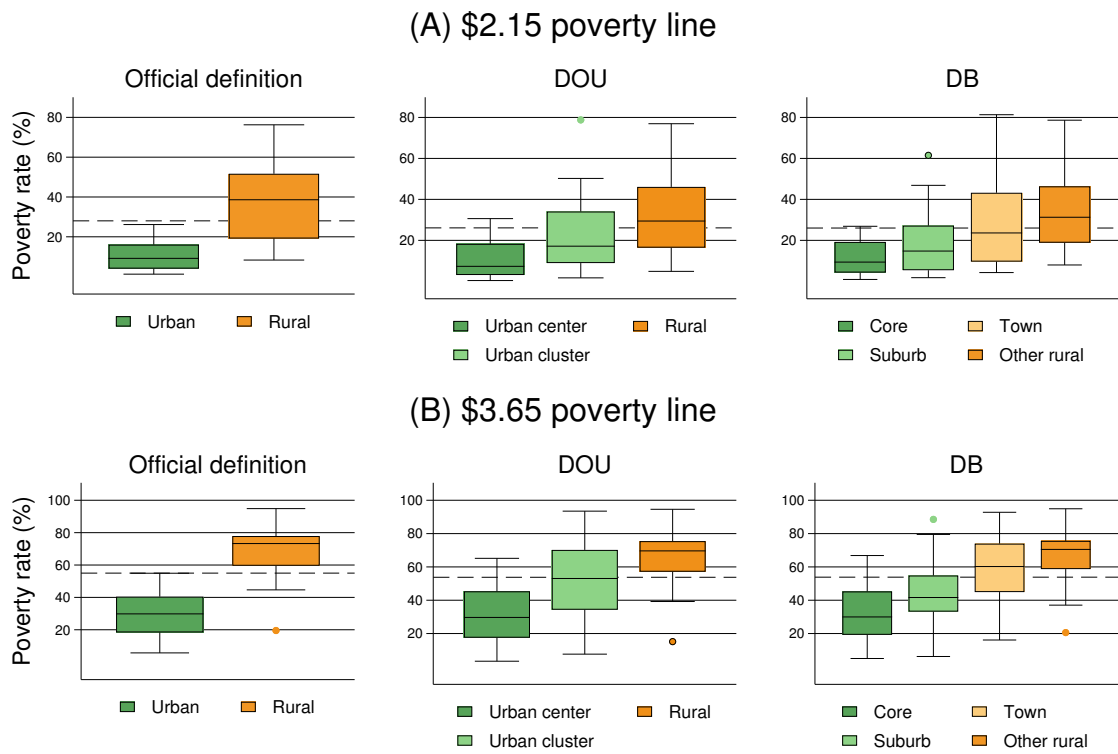 (A) $2.15 poverty line
Official definition
Poverty rate (%)
80
60
40
20
Urban
Rural
DOU
80
60
40
20
Urban center
Rural
Urban cluster
DB
80
60
40
20
Core
Town
Suburb
Other rural
(B) $3.65 poverty line
Official definition
Poverty rate (%)
100
80
60
40
20
Urban
Rural
DOU
100
80
60
40
20
Urban center
Rural
Urban cluster
DB
100
80
60
40
20
Core
Town
Suburb
Other rural